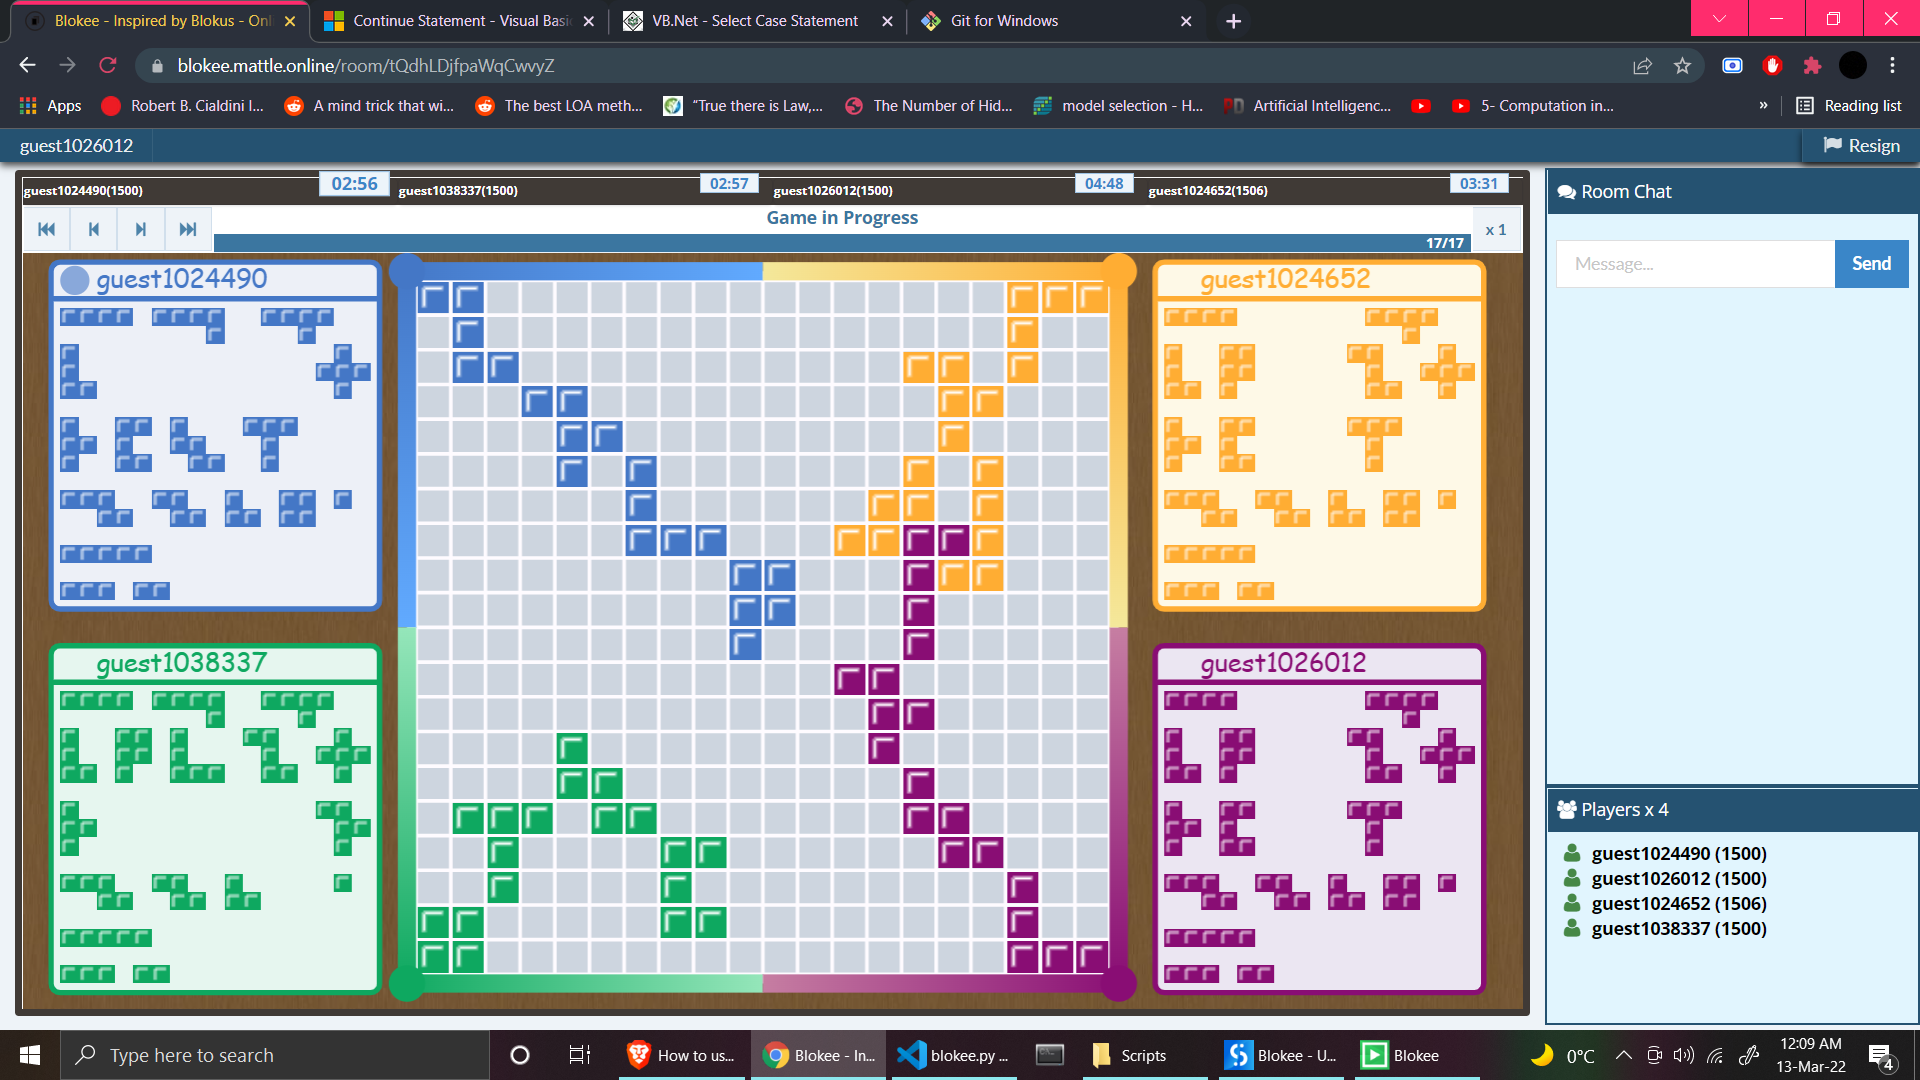 Blokee - Inspired by Blokus - Onl
Continue Statement - Visual Basi
VB.Net - Select Case Statement
Git for Windows
blokee.mattle.online/room/tQdhLDjfpaWqCwvyZ
Apps
Robert B. Cialdini I...
A mind trick that wi...
The best LOA meth...
“True there is Law,...
The Number of Hid...
model selection - H...
Artificial Intelligenc...
5- Computation in...
»
Reading list
guest1026012
Resign
guest1024490(1500)
02:56
guest1038337(1500)
02:57
guest1026012(1500)
04:48
guest1024652(1506)
03:31
Game in Progress
17/17
x 1
guest1024490
guest1024652
guest1038337
guest1026012
Room Chat
Message...
Send
Players x 4
guest1024490 (1500)
guest1026012 (1500)
guest1024652 (1506)
guest1038337 (1500)
Type here to search
How to us...
Blokee - In...
blokee.py ...
Scripts
Blokee - U...
Blokee
0°C
12:09 AM
13-Mar-22
4